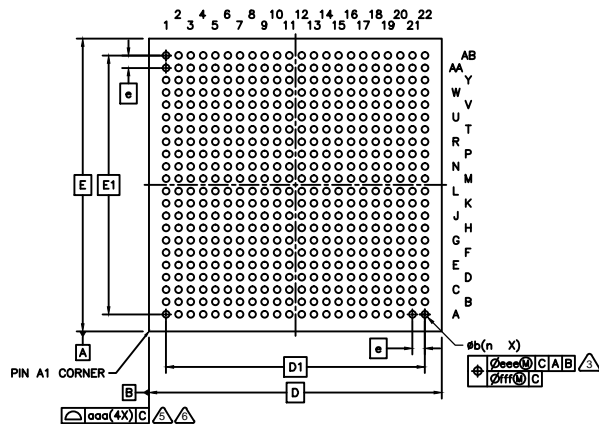 2 4 6 8 10 12 14 16 18 20 22
1 3 5 7 9 11 13 15 17 19 21
AB
AA
Y
W
V
U
T
R
P
N
M
L
K
J
H
G
F
E
D
C
B
A
e
E
E1
A
PIN A1 CORNER
B
D1
D
e
øb(n X)
⌖ Øeee Ⓜ C A B 3
Øfff Ⓜ C
⌓ aaa(4X) C 5 6